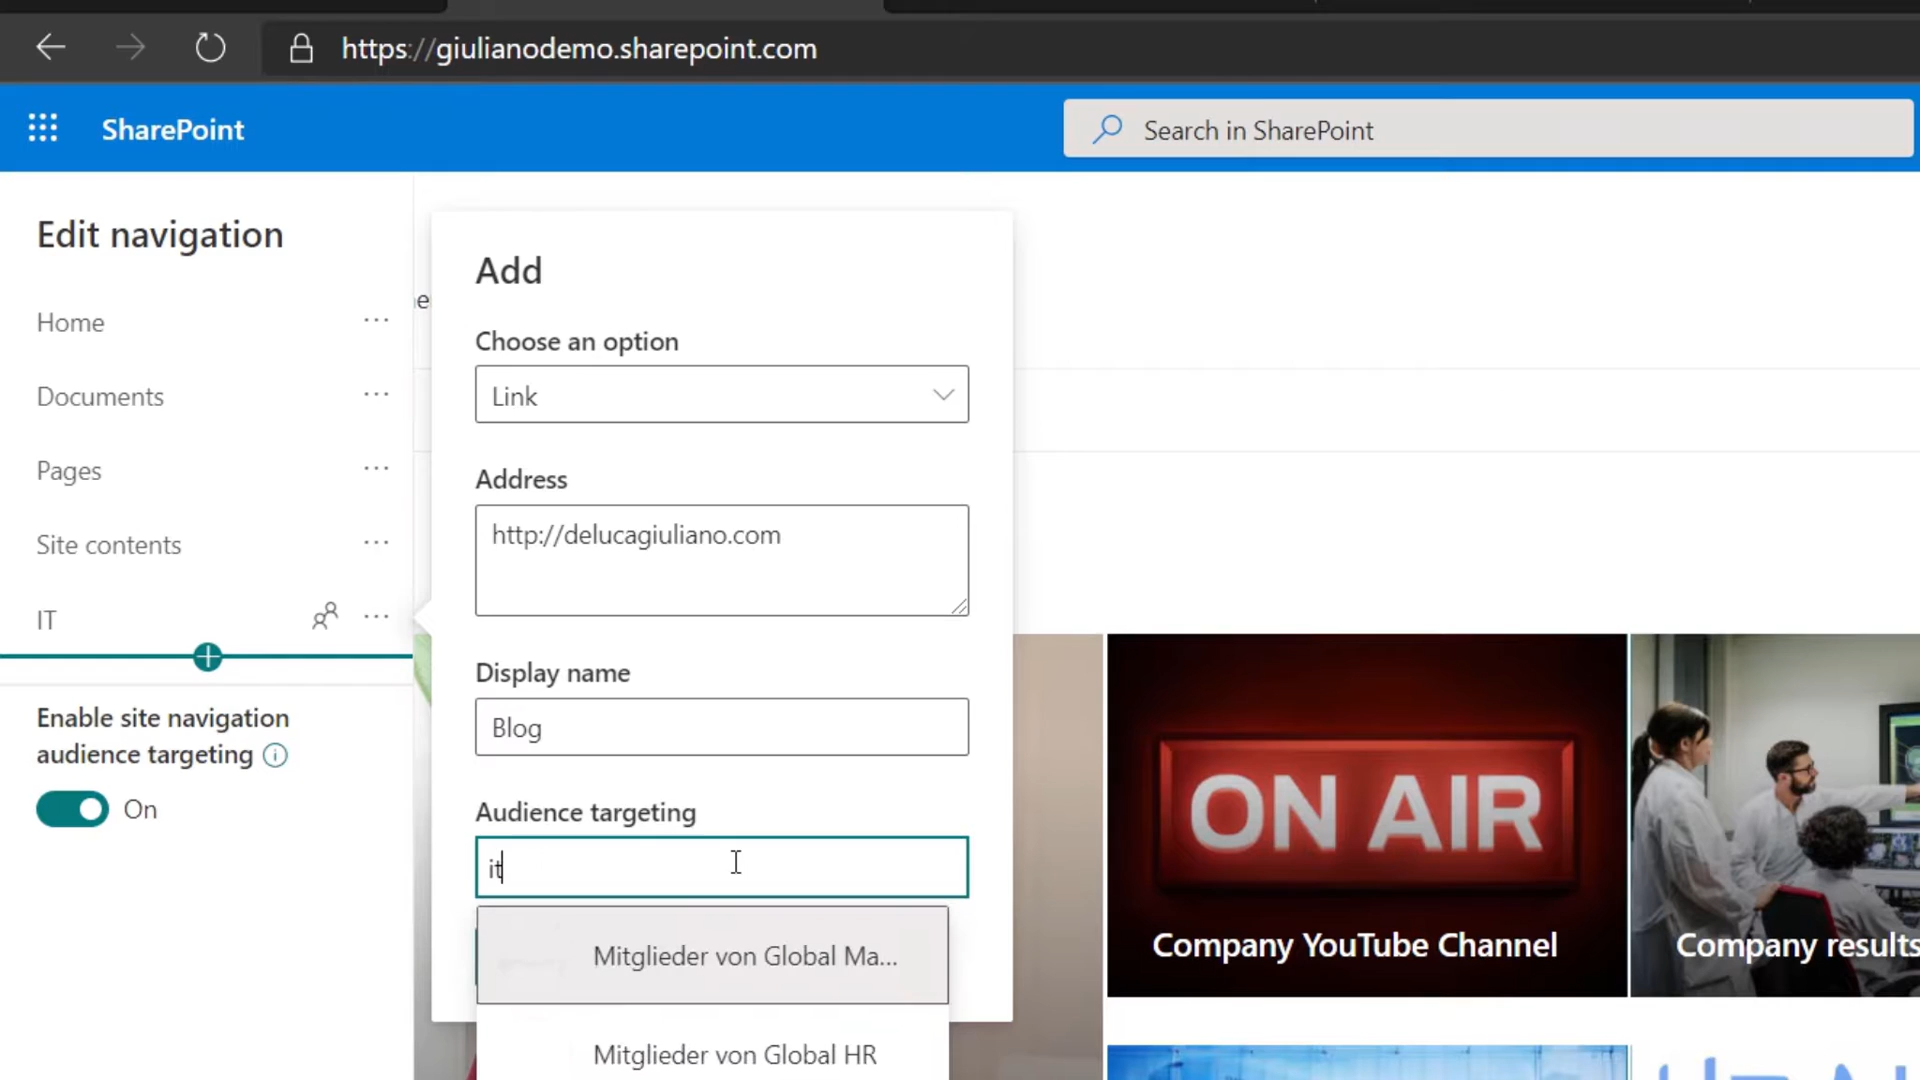 https://giulianodemo.sharepoint.com
SharePoint
Search in SharePoint
Edit navigation
Home
Documents
Pages
Site contents
IT
Enable site navigation
audience targeting
On
Add
Choose an option
Link
Address
http://delucagiuliano.com
Display name
Blog
Audience targeting
it
Mitglieder von Global Ma...
Mitglieder von Global HR
ON AIR
Company YouTube Channel
Company results